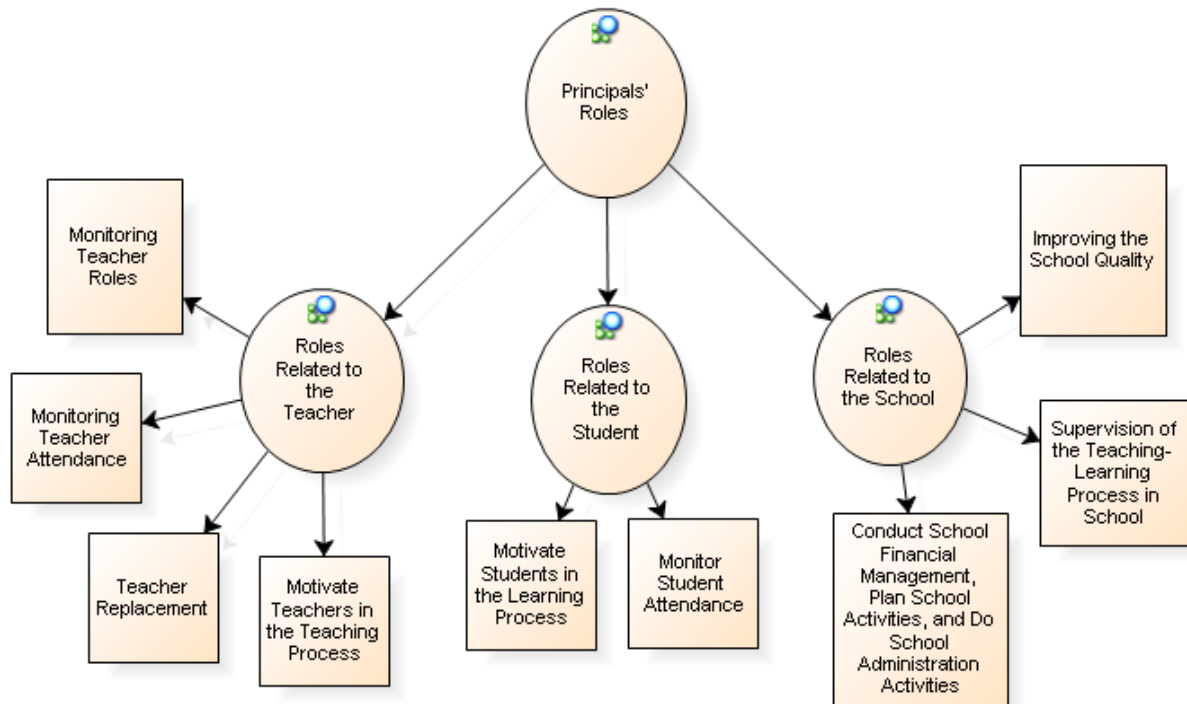 Principals'
Roles
Monitoring
Teacher
Roles
Improving the
School Quality
Roles
Related to
the
Teacher
Roles
Related to
the
Student
Roles
Related to
the School
Monitoring
Teacher
Attendance
Supervision of
the Teaching-
Learning
Process in
School
Teacher
Replacement
Motivate
Teachers in
the Teaching
Process
Motivate
Students in
the Learning
Process
Monitor
Student
Attendance
Conduct School
Financial
Management,
Plan School
Activities, and Do
School
Administration
Activities